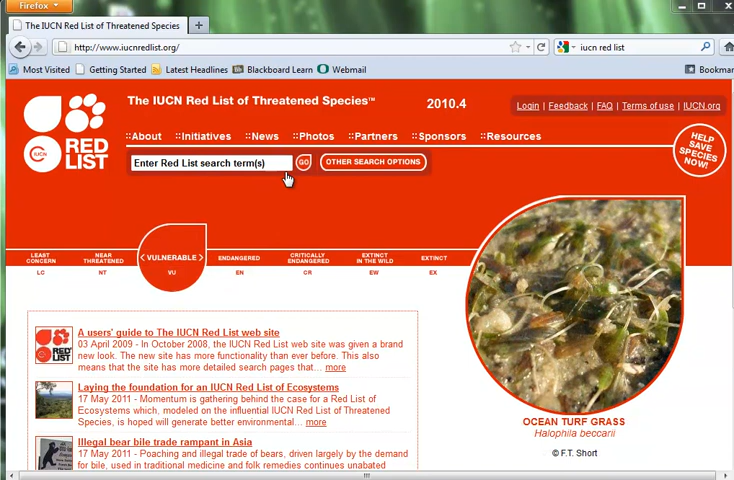 Firefox
The IUCN Red List of Threatened Species
http://www.iucnredlist.org/
iucn red list
Most Visited Getting Started Latest Headlines Blackboard Learn Webmail Bookmar
The IUCN Red List of Threatened Species™ 2010.4
Login | Feedback | FAQ | Terms of use | IUCN.org
IUCN
RED
LIST
::About ::Initiatives ::News ::Photos ::Partners ::Sponsors ::Resources
HELP
SAVE
SPECIES
NOW!
Enter Red List search term(s) GO OTHER SEARCH OPTIONS
LEAST
CONCERN
LC
NEAR
THREATENED
NT
< VULNERABLE >
VU
ENDANGERED
EN
CRITICALLY
ENDANGERED
CR
EXTINCT
IN THE WILD
EW
EXTINCT
EX
A users' guide to The IUCN Red List web site
03 April 2009 - In October 2008, the IUCN Red List web site was given a brand
new look. The new site has more functionality than ever before. This also
means that the site has more detailed search pages that... more
Laying the foundation for an IUCN Red List of Ecosystems
17 May 2011 - Momentum is gathering behind the case for a Red List of
Ecosystems which, modeled on the influential IUCN Red List of Threatened
Species, is hoped will generate better environmental... more
Illegal bear bile trade rampant in Asia
17 May 2011 - Poaching and illegal trade of bears, driven largely by the demand
for bile, used in traditional medicine and folk remedies continues unabated
RED
LIST
OCEAN TURF GRASS
Halophila beccarii
© F.T. Short